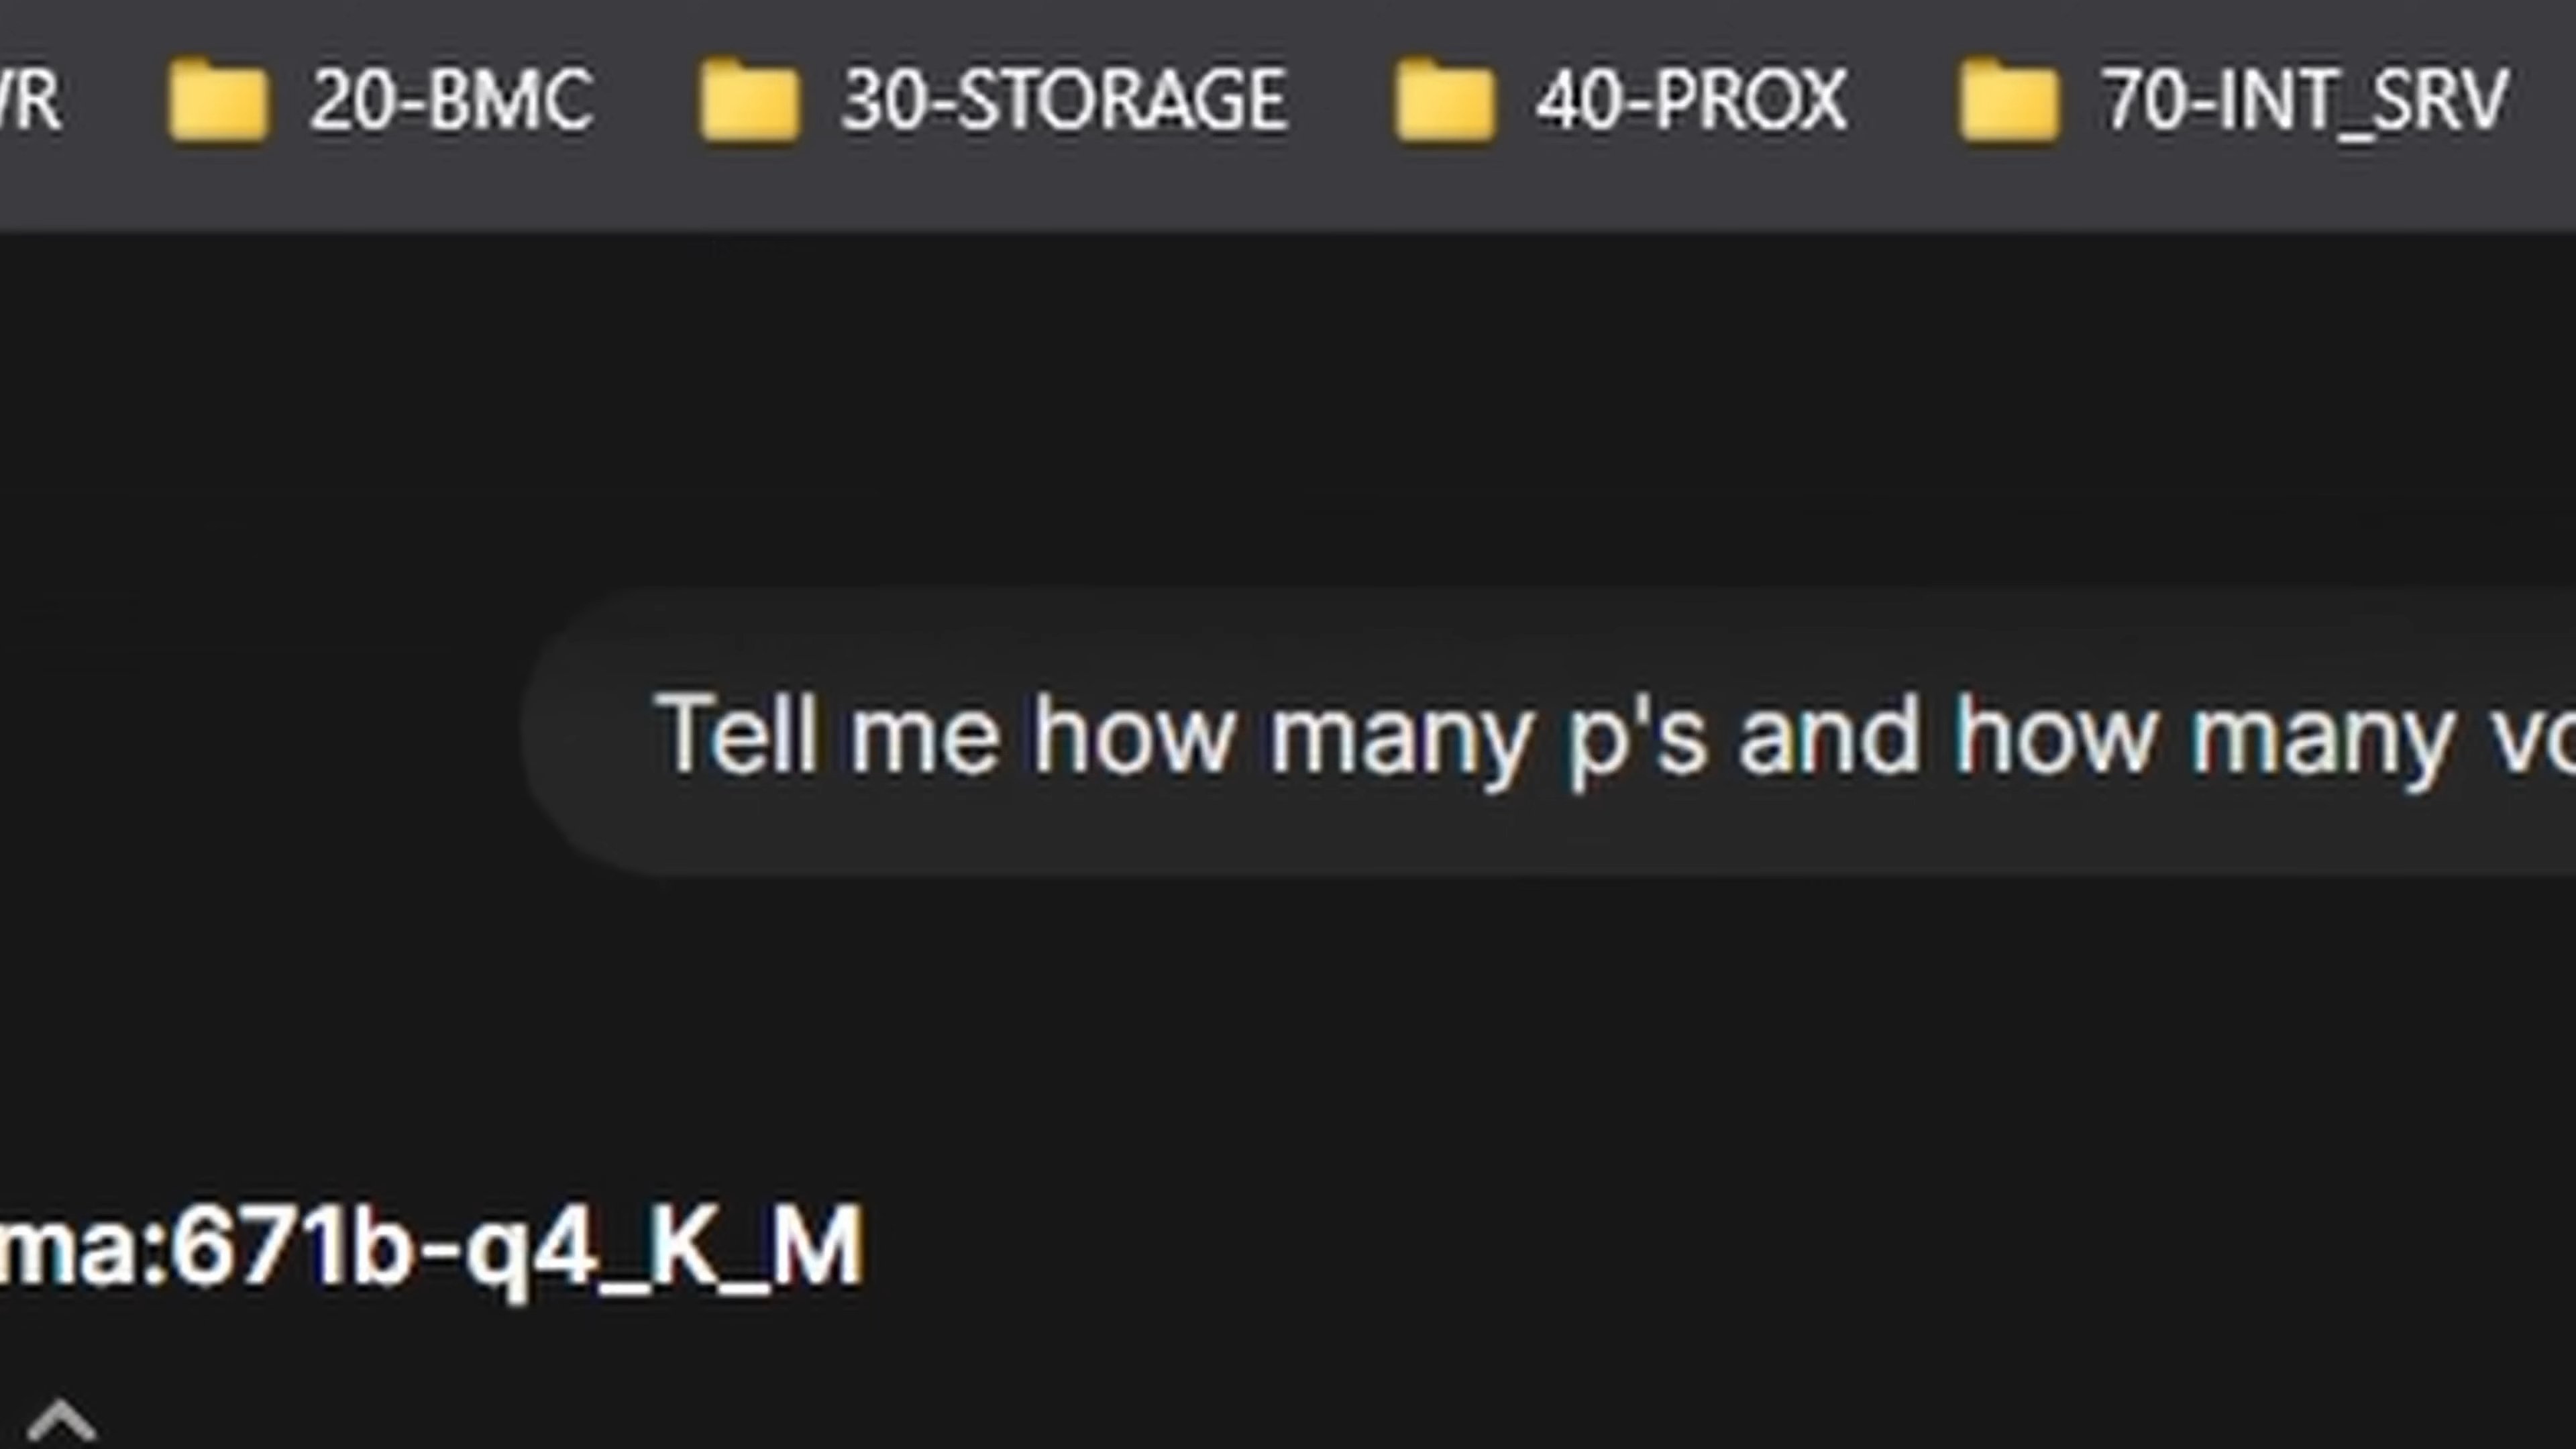 WR 20-BMC 30-STORAGE 40-PROX 70-INT_SRV
Tell me how many p's and how many vo
ma:671b-q4_K_M